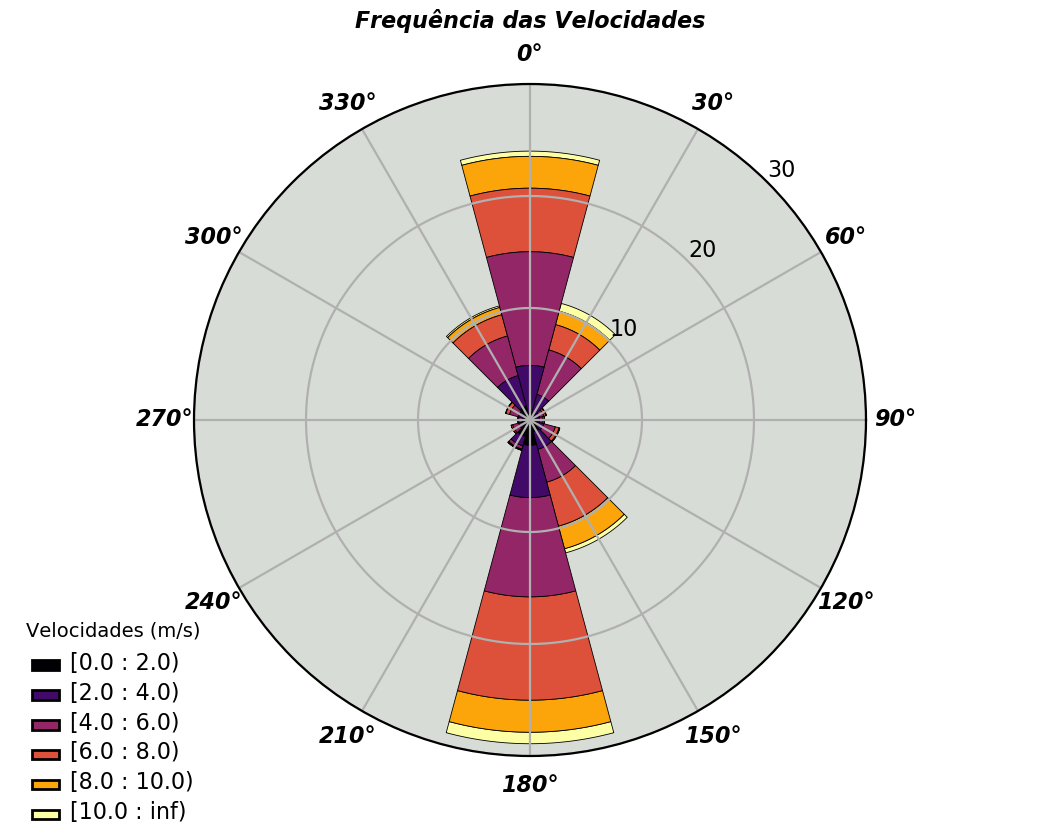 Frequência das Velocidades
0°
330°
30°
30
300°
60°
20
10
270°
90°
240°
120°
Velocidades (m/s)
[0.0 : 2.0)
[2.0 : 4.0)
[4.0 : 6.0)
210°
150°
[6.0 : 8.0)
[8.0 : 10.0)
180°
[10.0 : inf)